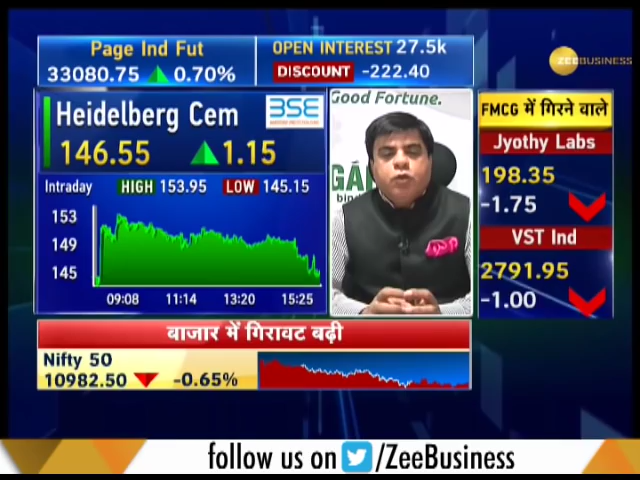 Page Ind Fut
33080.75 0.70%
OPEN INTEREST 27.5k
DISCOUNT -222.40
ZEEBUSINESS
Heidelberg Cem
BSE
146.55 1.15
Intraday HIGH 153.95 LOW 145.15
153
149
145
09:08 11:14 13:20 15:25
Good Fortune.
FMCG में गिरने वाले
Jyothy Labs
198.35
-1.75
VST Ind
2791.95
-1.00
बाजार में गिरावट बढ़ी
Nifty 50
10982.50 -0.65%
follow us on /ZeeBusiness